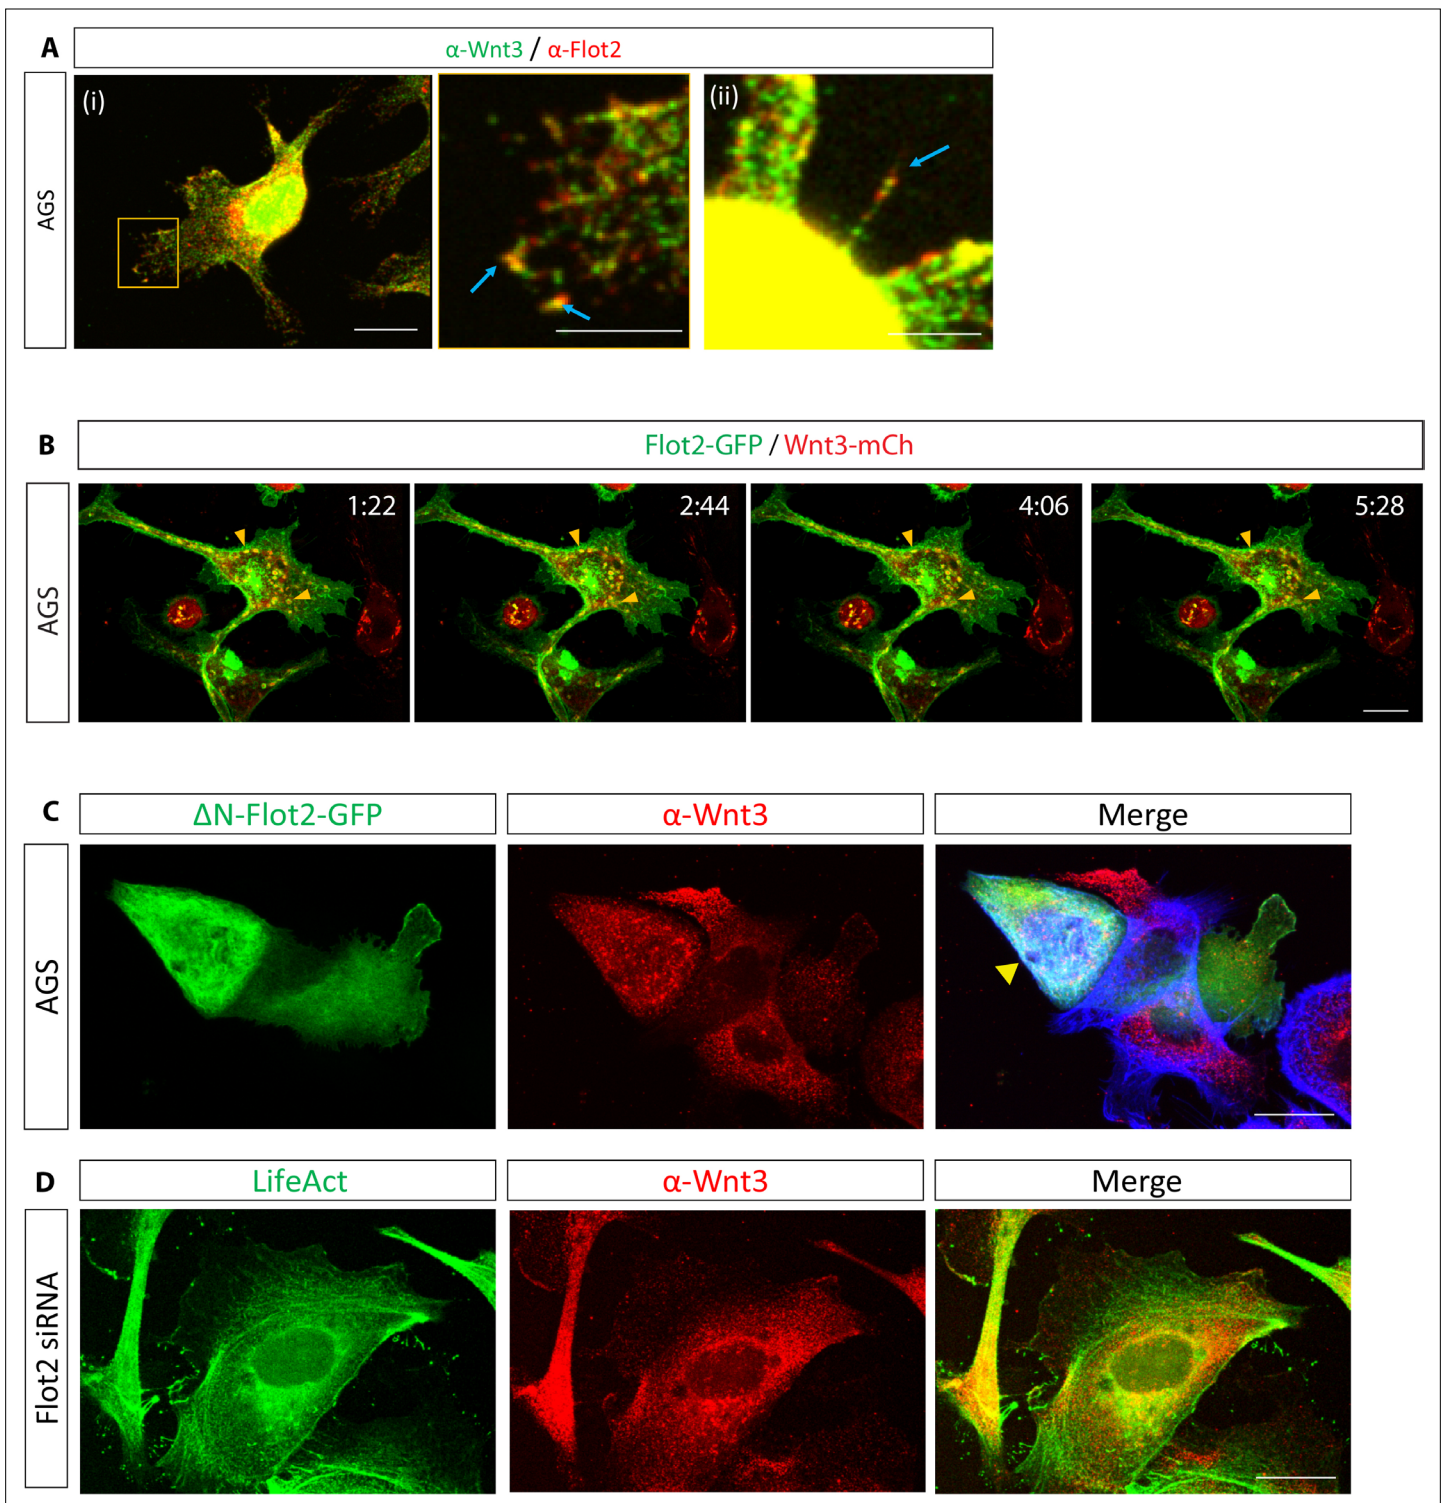 A
α-Wnt3 / α-Flot2
AGS
(i)
(ii)
B
Flot2-GFP / Wnt3-mCh
AGS
1:22
2:44
4:06
5:28
C
ΔN-Flot2-GFP
α-Wnt3
Merge
AGS
D
LifeAct
α-Wnt3
Merge
Flot2 siRNA